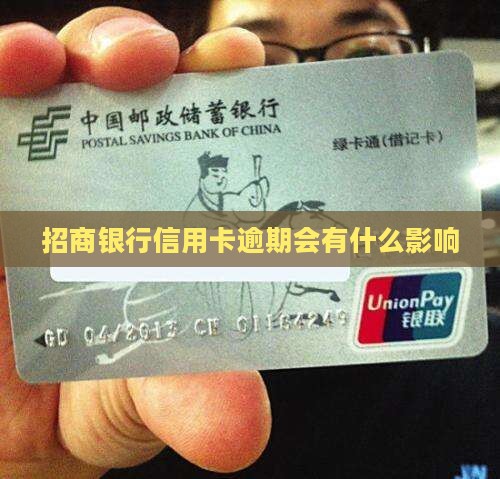 中国邮政储蓄银行
POSTAL SAVINGS BANK OF CHINA
绿卡通(借记卡)
招商银行信用卡逾期会有什么影响
UnionPay
银联